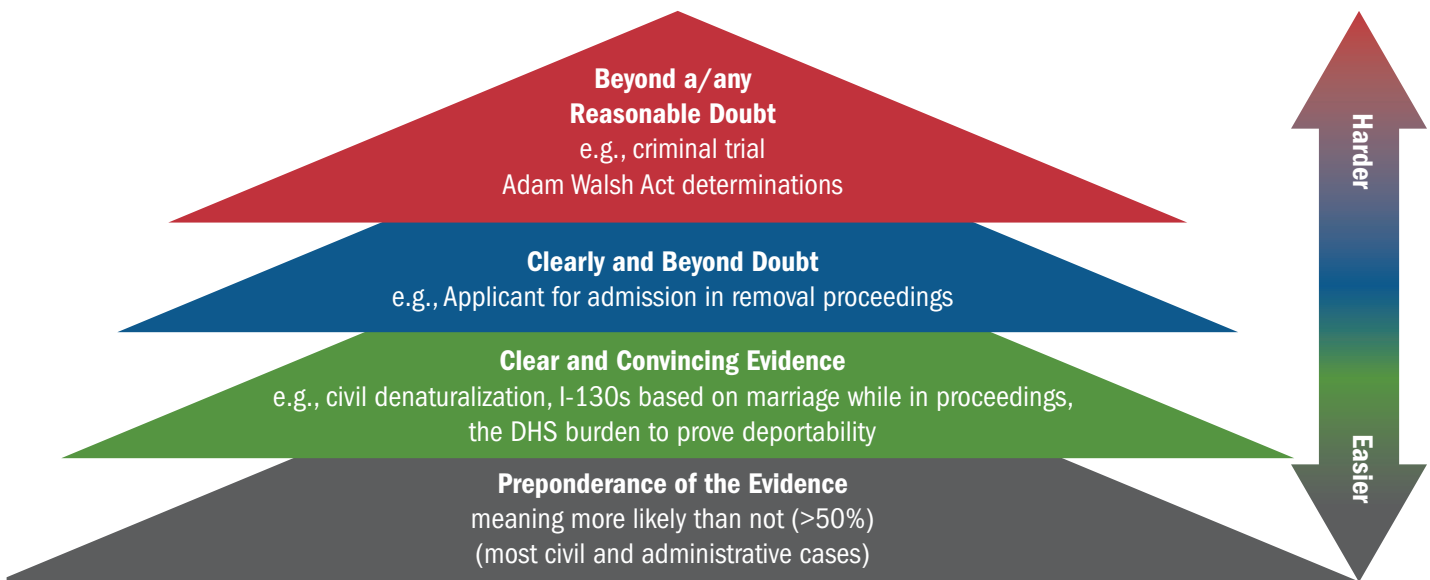 Beyond a/any
Reasonable Doubt
e.g., criminal trial
Adam Walsh Act determinations
Harder
Clearly and Beyond Doubt
e.g., Applicant for admission in removal proceedings
Clear and Convincing Evidence
e.g., civil denaturalization, I-130s based on marriage while in proceedings,
the DHS burden to prove deportability
Easier
Preponderance of the Evidence
meaning more likely than not (>50%)
(most civil and administrative cases)